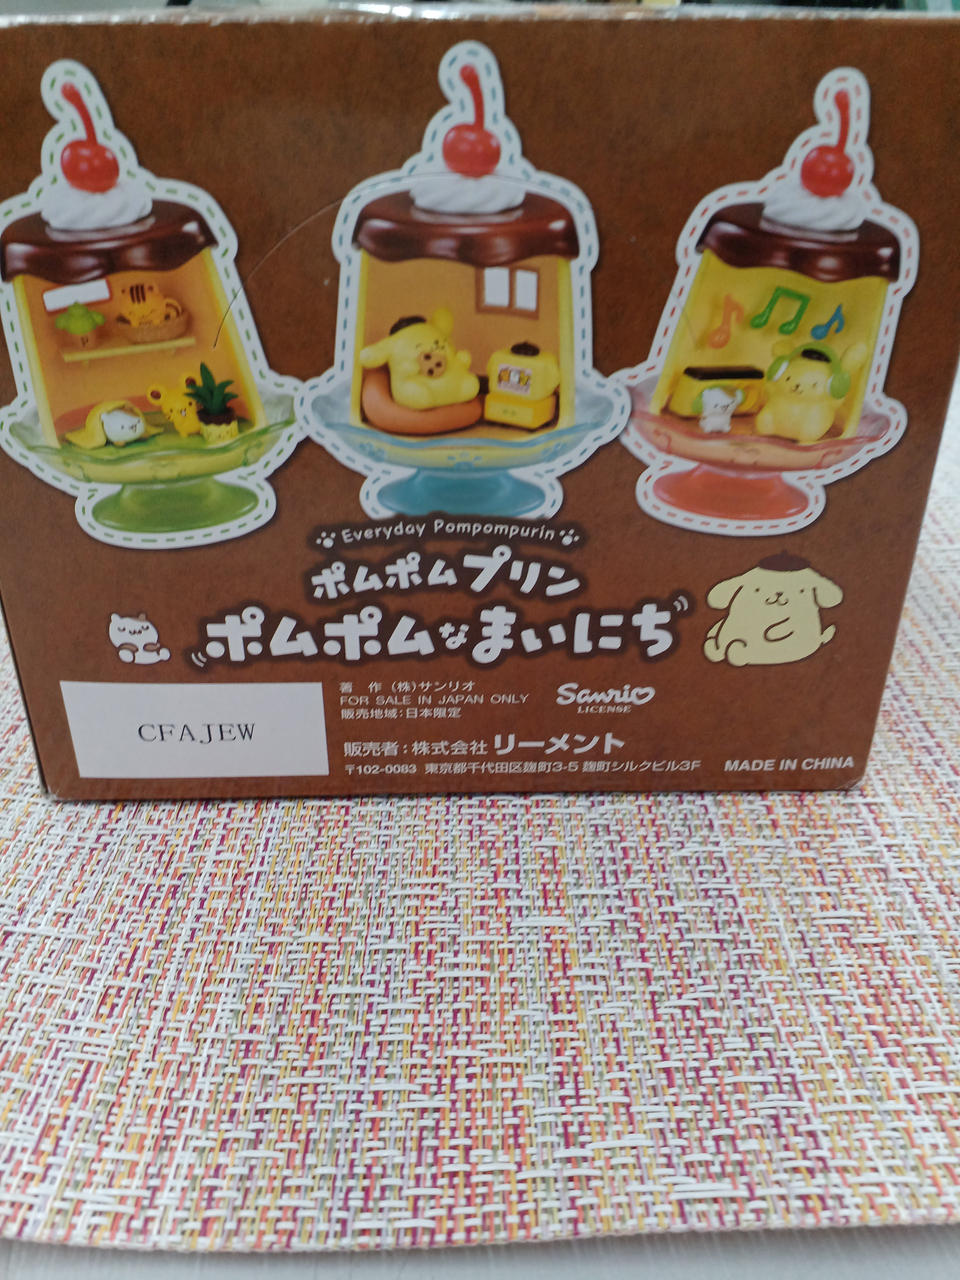 Everyday Pompompurin
ポムポムプリン
ポムポムなまいにち
CFAJEW
著 作 (株)サンリオ
FOR SALE IN JAPAN ONLY
販売地域:日本限定
Sanrio
LICENSE
販売者:株式会社 リーメント
〒102-0083 東京都千代田区麹町3-5 麹町シルクビル3F
MADE IN CHINA